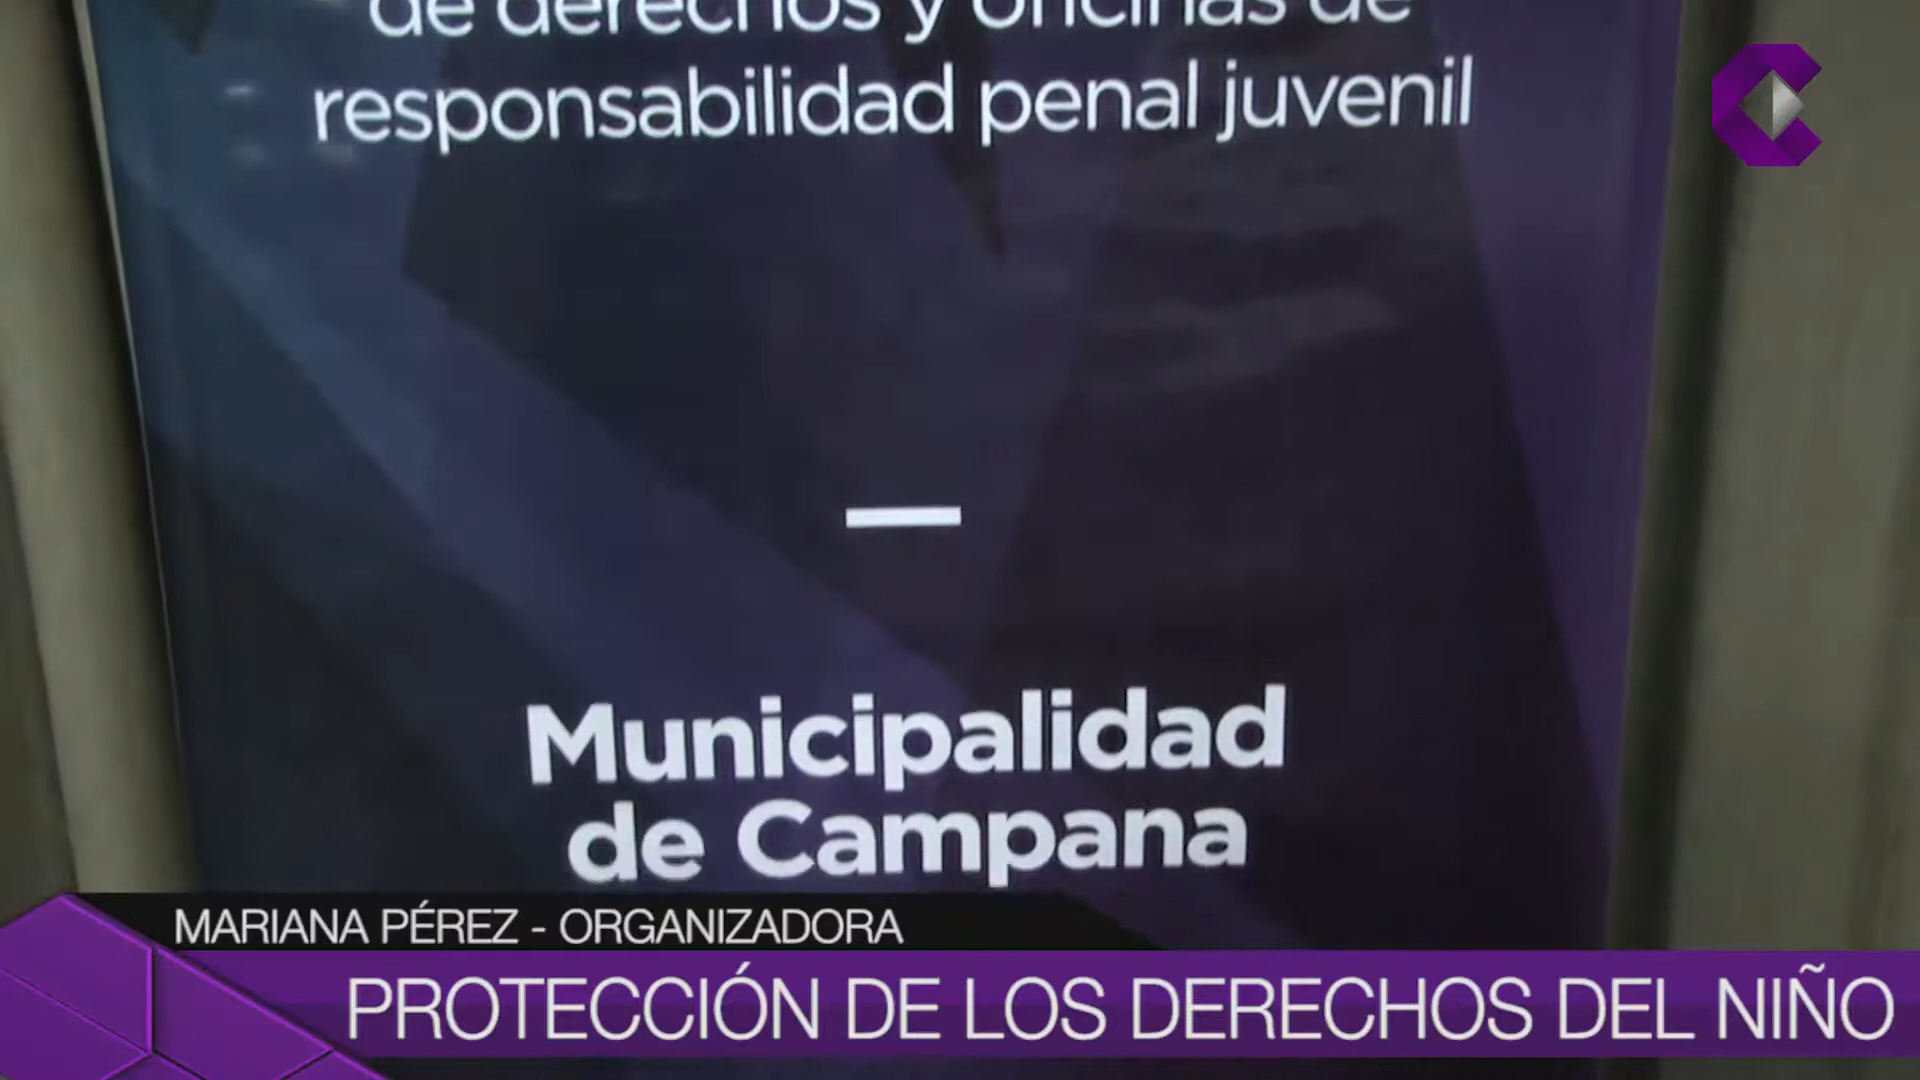 de derechos y oficinas de
responsabilidad penal juvenil
Municipalidad
de Campana
MARIANA PÉREZ - ORGANIZADORA
PROTECCIÓN DE LOS DERECHOS DEL NIÑO